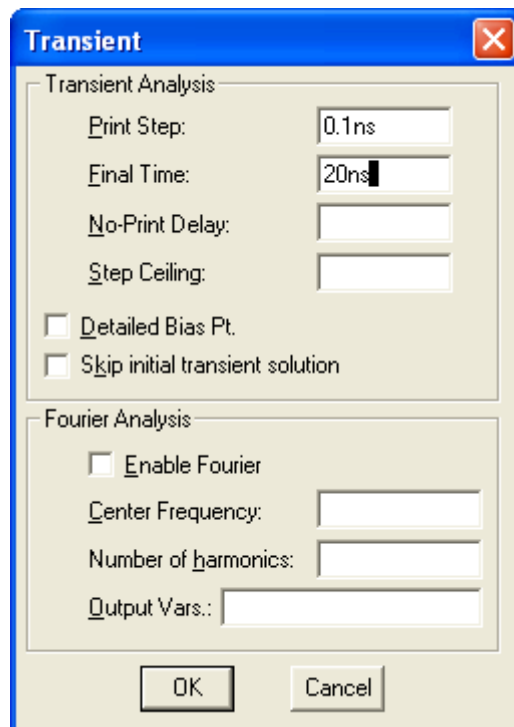 Transient
Transient Analysis
Print Step: 0.1ns
Final Time: 20ns
No-Print Delay:
Step Ceiling:
Detailed Bias Pt.
Skip initial transient solution
Fourier Analysis
Enable Fourier
Center Frequency:
Number of harmonics:
Output Vars.:
OK Cancel